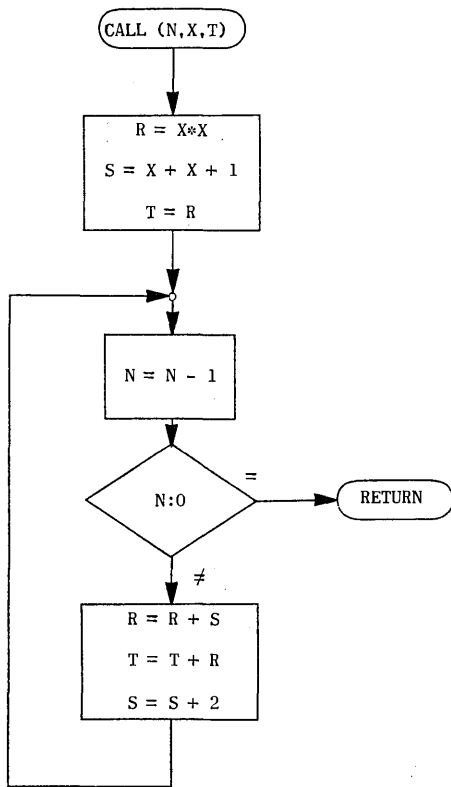 CALL (N,X,T)
R = X*X
S = X + X + 1
T = R
N = N - 1
N:0
=
RETURN
≠
R = R + S
T = T + R
S = S + 2